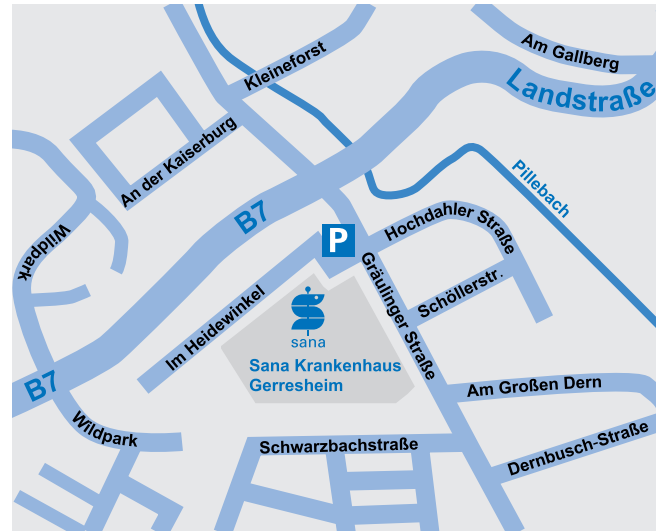 Am Gallberg
Kleineforst
Landstraße
An der Kaiserburg
Pillebach
B7
Wildpark
P
Hochdahler Straße
Gräulinger Straße
Schöllerstr.
Im Heidewinkel
sana
Sana Krankenhaus
Gerresheim
B7
Am Großen Dern
Wildpark
Schwarzbachstraße
Dernbusch-Straße